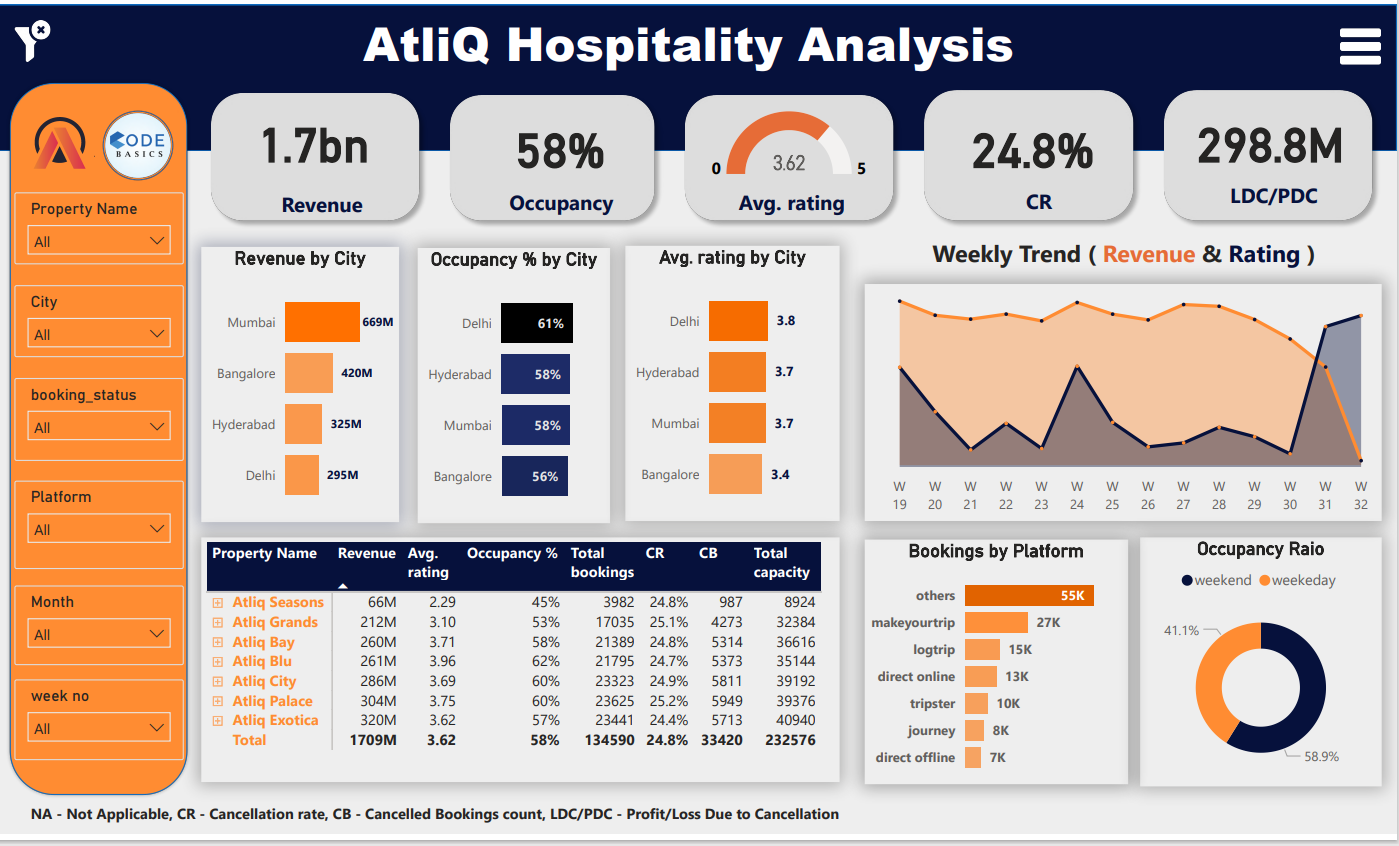 AtliQ Hospitality Analysis
CODE
BASICS
1.7bn
Revenue
58%
Occupancy
0
3.62
5
Avg. rating
24.8%
CR
298.8M
LDC/PDC
Property Name
All
City
All
booking_status
All
Platform
All
Month
All
week no
All
Revenue by City
Mumbai 669M
Bangalore 420M
Hyderabad 325M
Delhi 295M
Occupancy % by City
Delhi 61%
Hyderabad 58%
Mumbai 58%
Bangalore 56%
Avg. rating by City
Delhi 3.8
Hyderabad 3.7
Mumbai 3.7
Bangalore 3.4
Weekly Trend ( Revenue & Rating )
W W W W W W W W W W W W W W
19 20 21 22 23 24 25 26 27 28 29 30 31 32
Property Name Revenue Avg. Occupancy % Total CR CB Total
rating bookings capacity
Atliq Seasons 66M 2.29 45% 3982 24.8% 987 8924
Atliq Grands 212M 3.10 53% 17035 25.1% 4273 32384
Atliq Bay 260M 3.71 58% 21389 24.8% 5314 36616
Atliq Blu 261M 3.96 62% 21795 24.7% 5373 35144
Atliq City 286M 3.69 60% 23323 24.9% 5811 39192
Atliq Palace 304M 3.75 60% 23625 25.2% 5949 39376
Atliq Exotica 320M 3.62 57% 23441 24.4% 5713 40940
Total 1709M 3.62 58% 134590 24.8% 33420 232576
Bookings by Platform
others 55K
makeyourtrip 27K
logtrip 15K
direct online 13K
tripster 10K
journey 8K
direct offline 7K
Occupancy Raio
weekend weekeday
41.1%
58.9%
NA - Not Applicable, CR - Cancellation rate, CB - Cancelled Bookings count, LDC/PDC - Profit/Loss Due to Cancellation